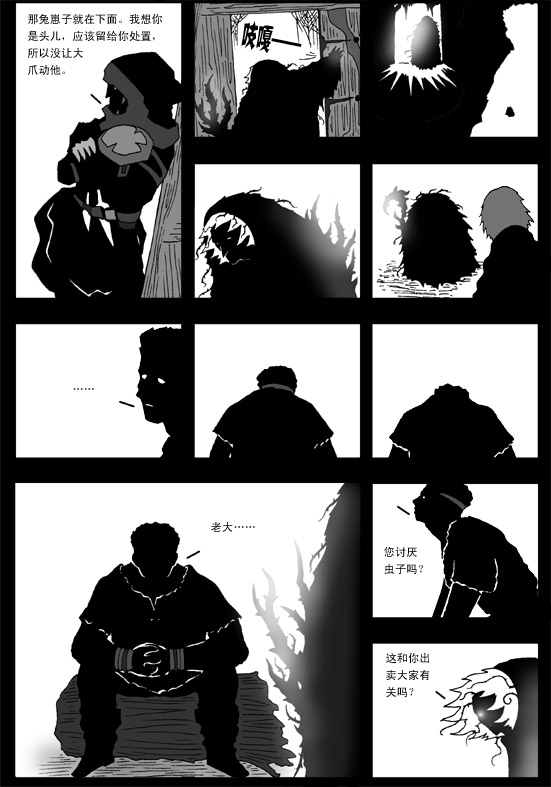 那兔崽子就在下面。我想你
是头儿，应该留给你处置，
所以没让大
爪动他。
吱嘎——
……
老大……
您讨厌
虫子吗？
这和你出
卖大家有
关吗？